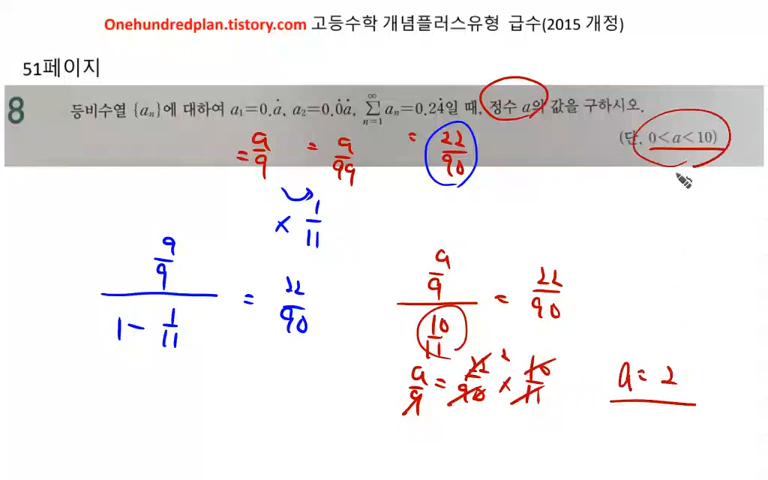 Onehundredplan.tistory.com 고등수학 개념플러스유형 급수(2015 개정)
51페이지
8 등비수열 {aₙ}에 대하여 a₁=0.ȧ, a₂=0.0̇ȧ, ∑_{n=1}^{∞} aₙ=0.24̇일 때, 정수 a의 값을 구하시오.
(단, 0<a<10)
= a/9 = a/99 = 22/90
× 1/11
(a/9)/(1 − 1/11) = 22/90
(a/9)/(10/11) = 22/90
a/9 = 22/90 × 10/11 2
a = 2